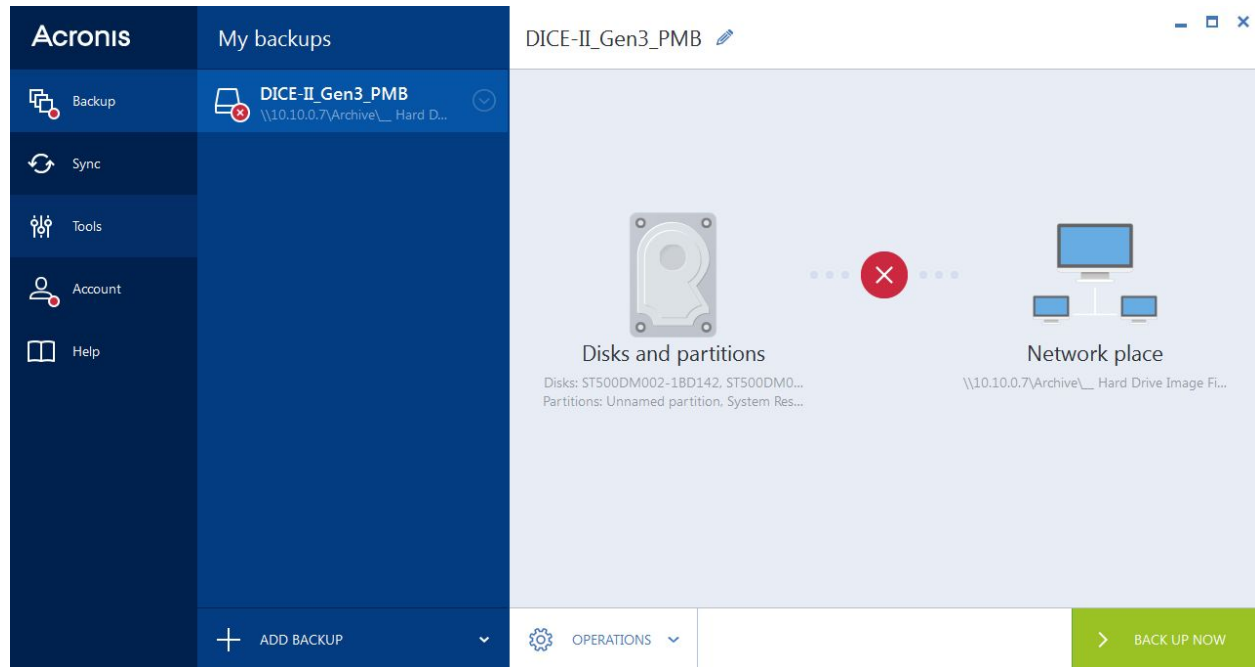 Acronis
Backup
Sync
Tools
Account
Help
My backups
DICE-II_Gen3_PMB
\\10.10.0.7\Archive\__ Hard D...
ADD BACKUP
DICE-II_Gen3_PMB
Disks and partitions
Disks: ST500DM002-1BD142, ST500DM0...
Partitions: Unnamed partition, System Res...
Network place
\\10.10.0.7\Archive\__ Hard Drive Image Fi...
OPERATIONS
BACK UP NOW